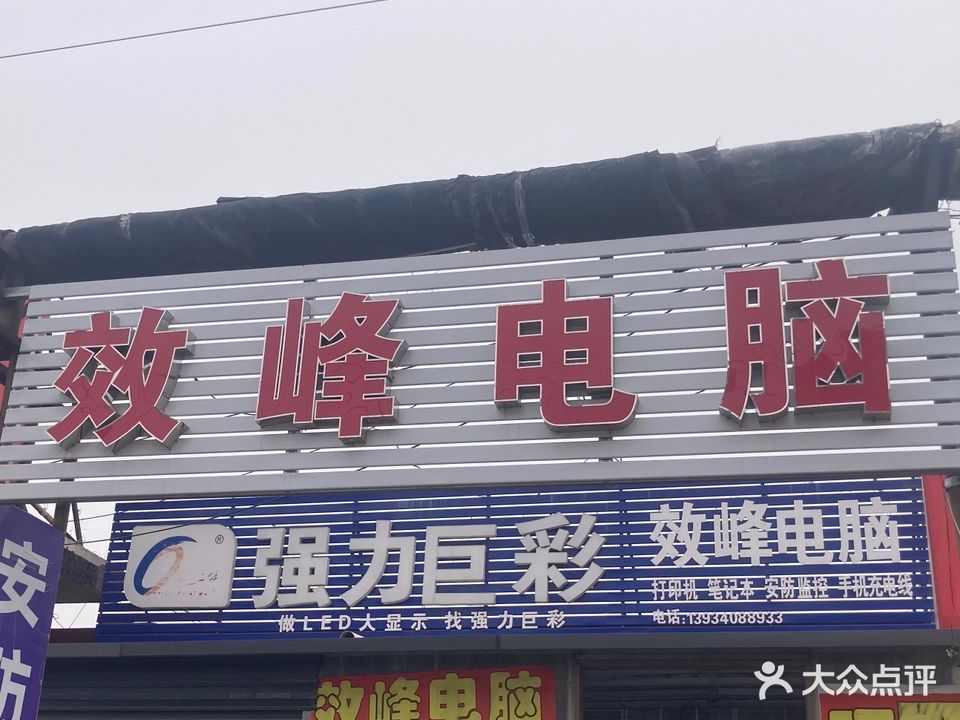 效峰电脑
强力巨彩
®
做LED大显示 找强力巨彩
效峰电脑
打印机 笔记本 安防监控 手机充电线
电话:13934088933
安防
效峰电脑
大众点评